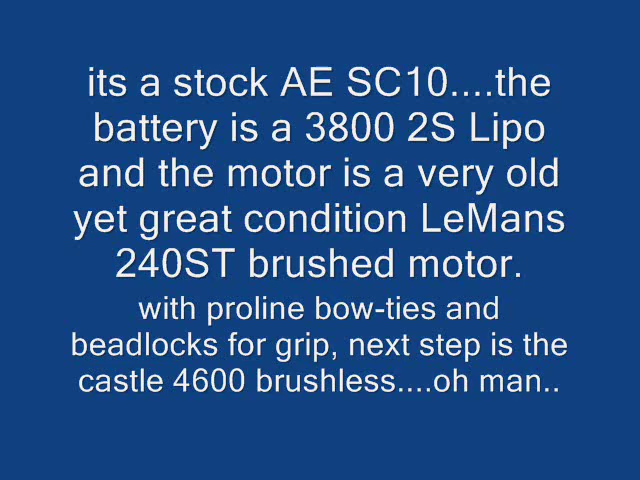 its a stock AE SC10....the
battery is a 3800 2S Lipo
and the motor is a very old
yet great condition LeMans
240ST brushed motor.
with proline bow-ties and
beadlocks for grip, next step is the
castle 4600 brushless....oh man..